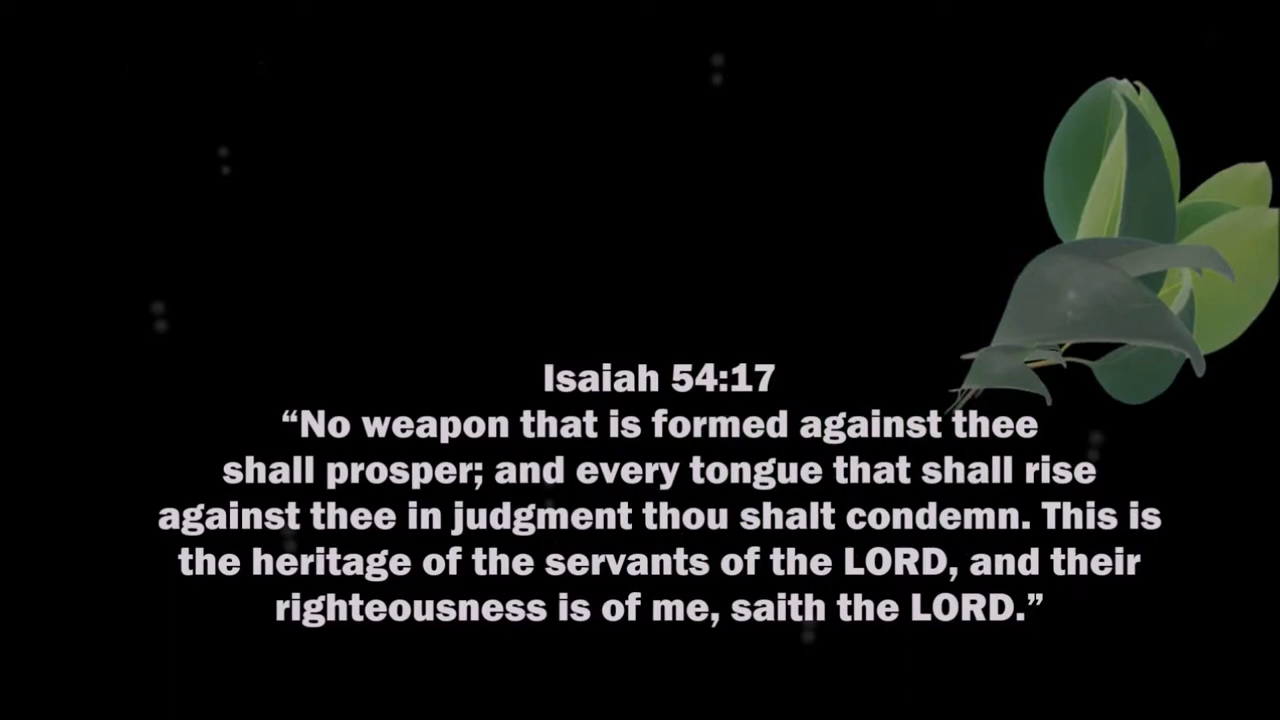 Isaiah 54:17
“No weapon that is formed against thee
shall prosper; and every tongue that shall rise
against thee in judgment thou shalt condemn. This is
the heritage of the servants of the LORD, and their
righteousness is of me, saith the LORD.”